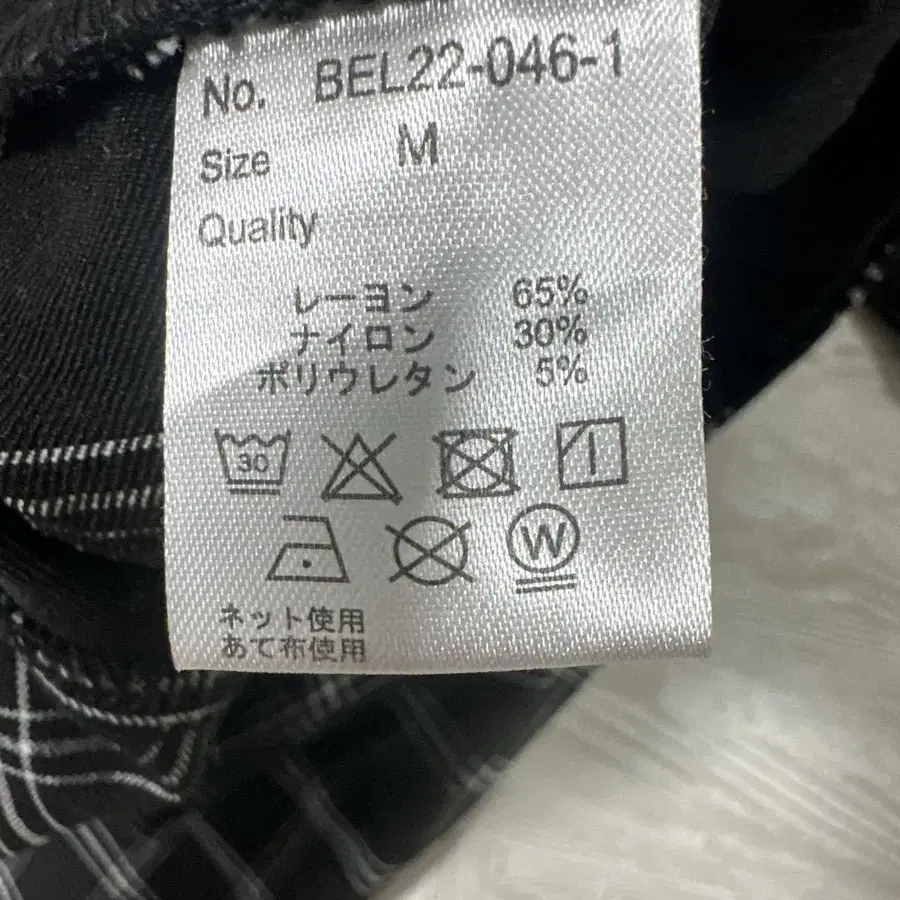 No. BEL22-046-1
Size M
Quality
レーヨン 65%
ナイロン 30%
ポリウレタン 5%
30
W
ネット使用
あて布使用